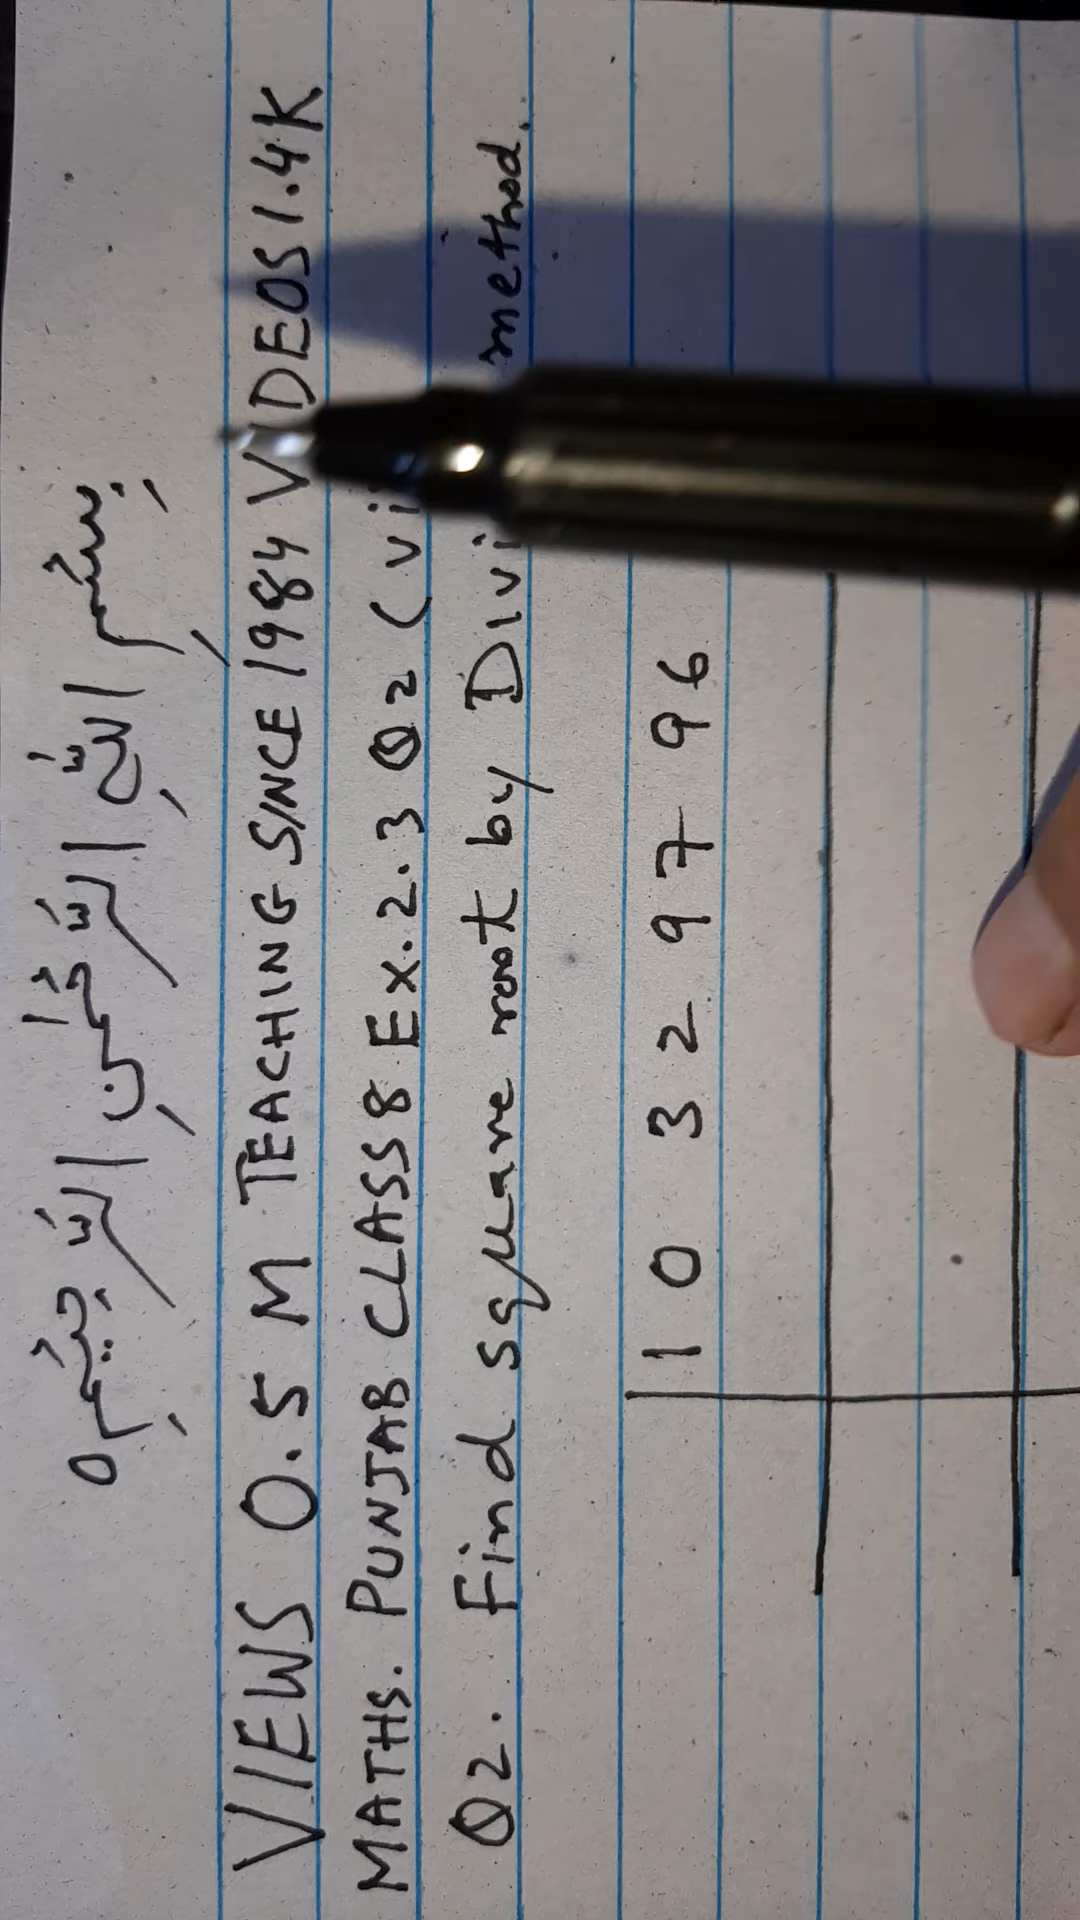 بِسْمِ اللّٰهِ الرَّحْمٰنِ الرَّحِيْمِ ه
VIEWS 0.5 M TEACHING SINCE 1984 VIDEOS 1.4K
MATHS. PUNJAB CLASS 8 Ex. 2.3 Q2
Q2. Find square root by method.
1 0 3 2 9 7 9 6